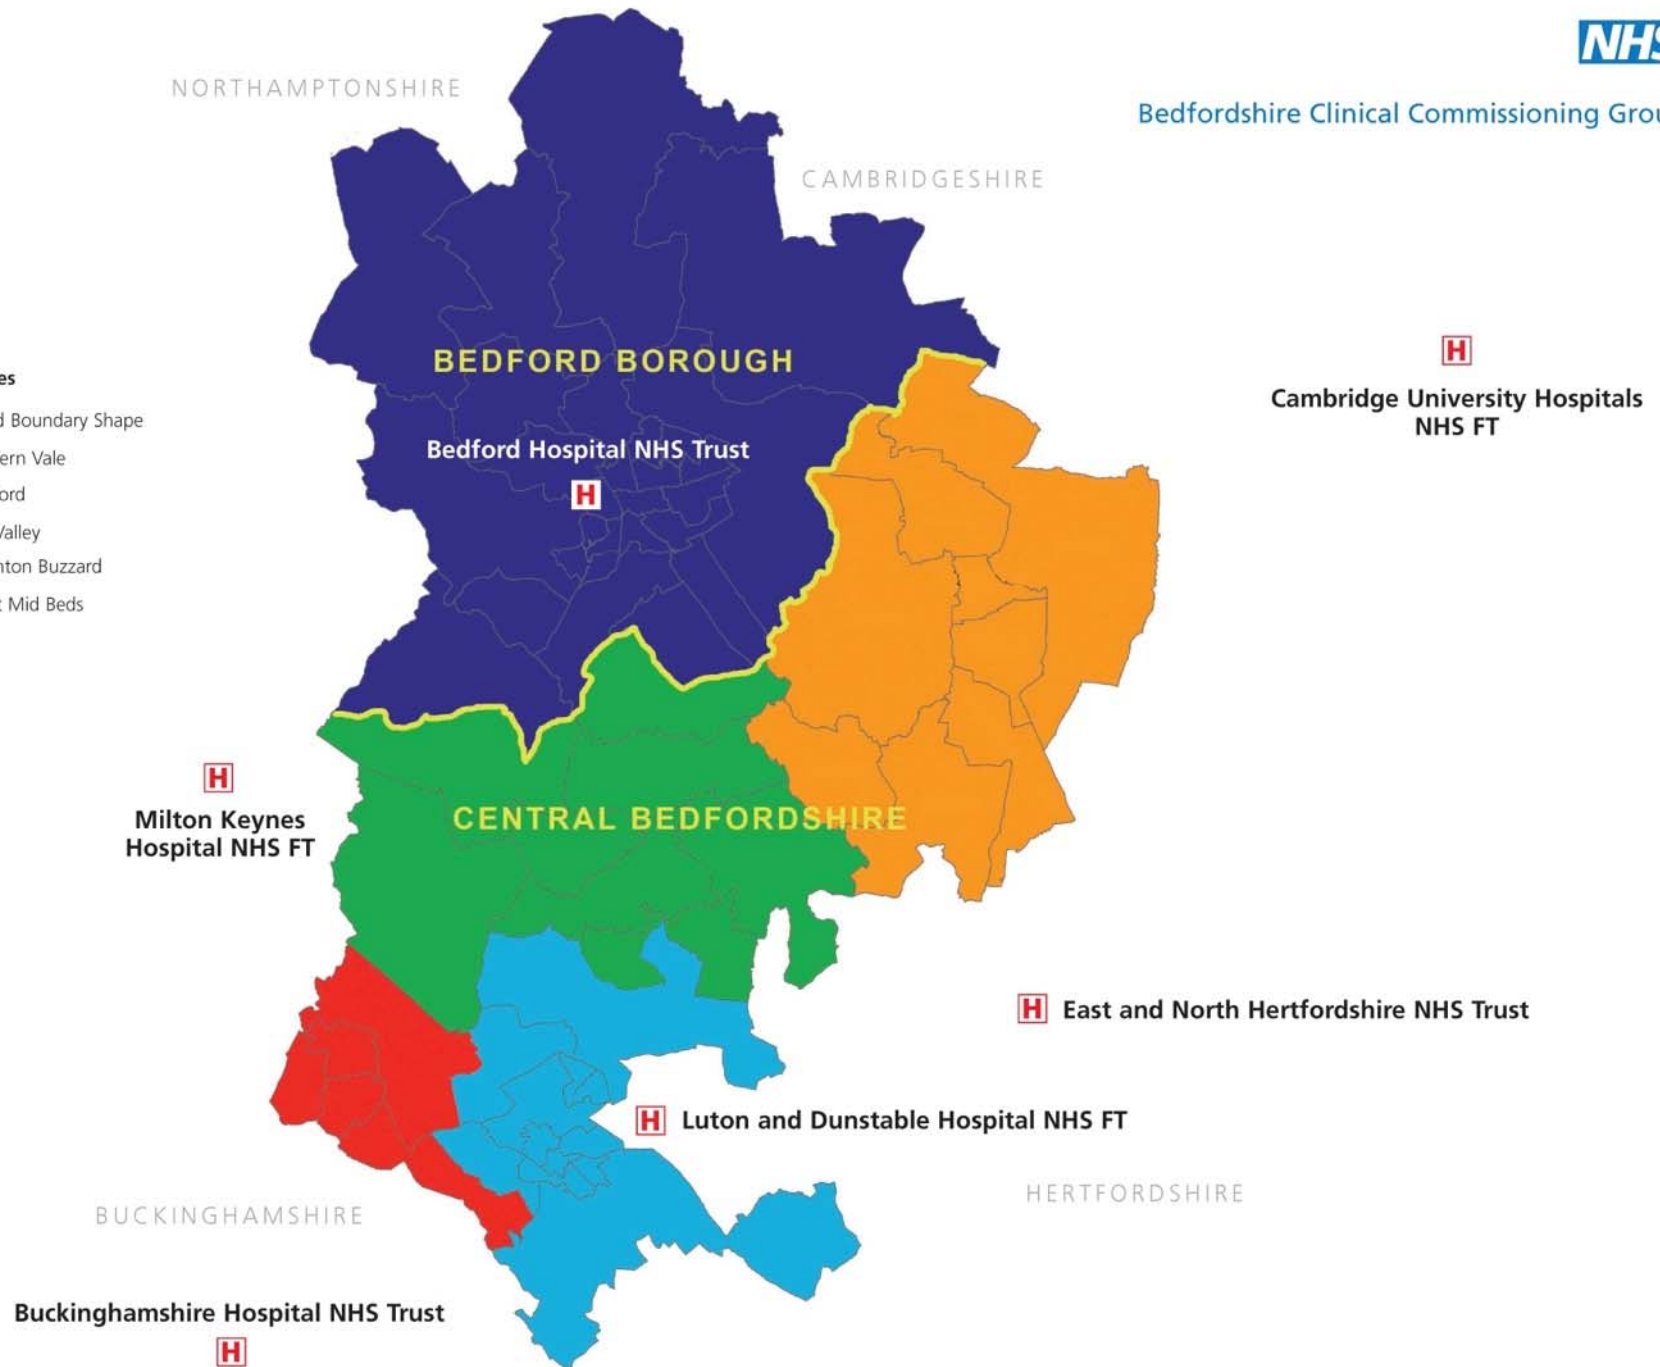 NORTHAMPTONSHIRE
NHS
Bedfordshire Clinical Commissioning Grou
CAMBRIDGESHIRE
BEDFORD BOROUGH
Bedford Hospital NHS Trust
H
H
Cambridge University Hospitals
NHS FT
es
d Boundary Shape
ern Vale
ord
Valley
nton Buzzard
t Mid Beds
H
Milton Keynes
Hospital NHS FT
CENTRAL BEDFORDSHIRE
H East and North Hertfordshire NHS Trust
H Luton and Dunstable Hospital NHS FT
HERTFORDSHIRE
BUCKINGHAMSHIRE
Buckinghamshire Hospital NHS Trust
H